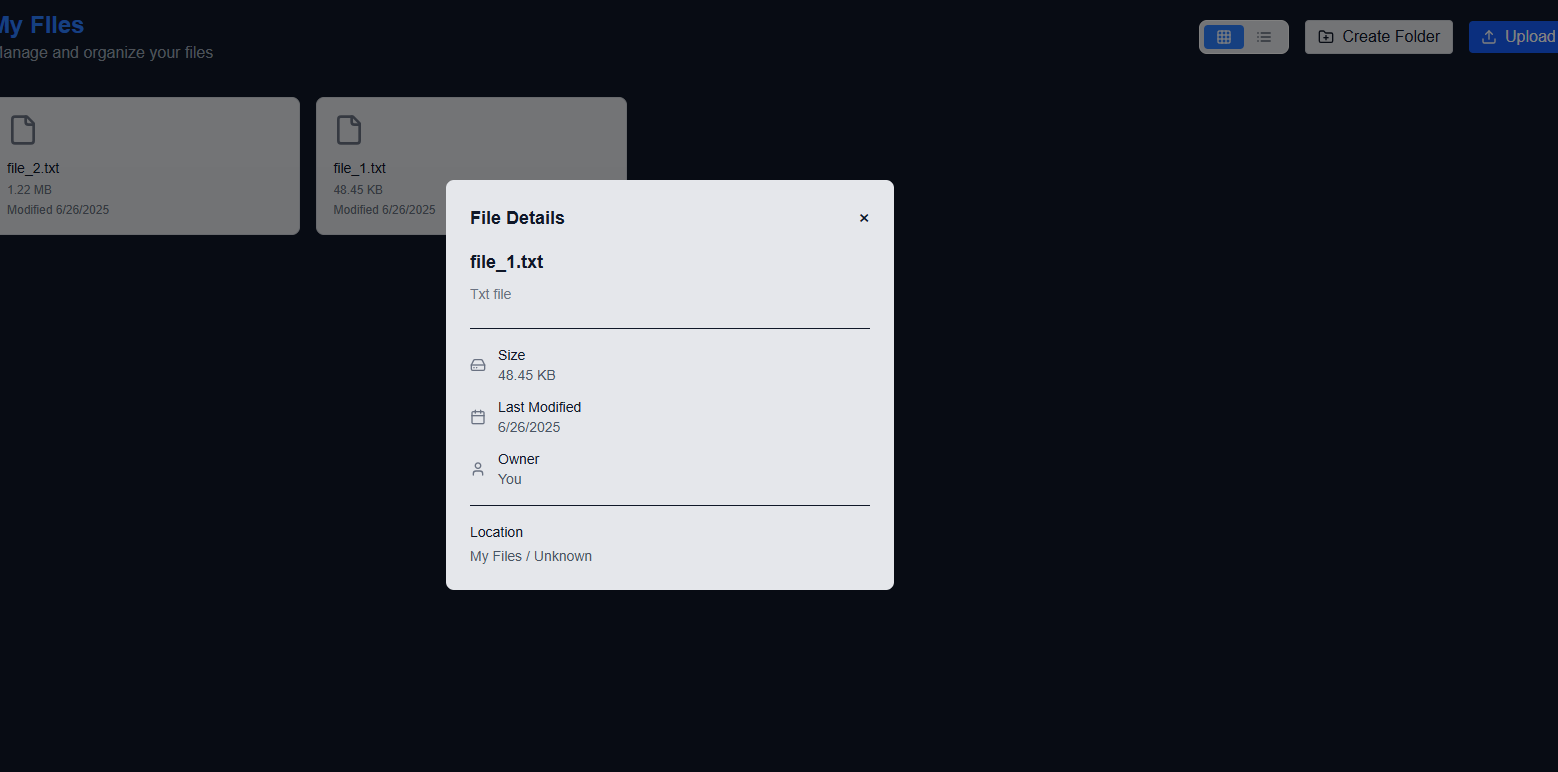 My FIles
Manage and organize your files
Create Folder
Upload
file_2.txt
1.22 MB
Modified 6/26/2025
file_1.txt
48.45 KB
Modified 6/26/2025
File Details
×
file_1.txt
Txt file
Size
48.45 KB
Last Modified
6/26/2025
Owner
You
Location
My Files / Unknown